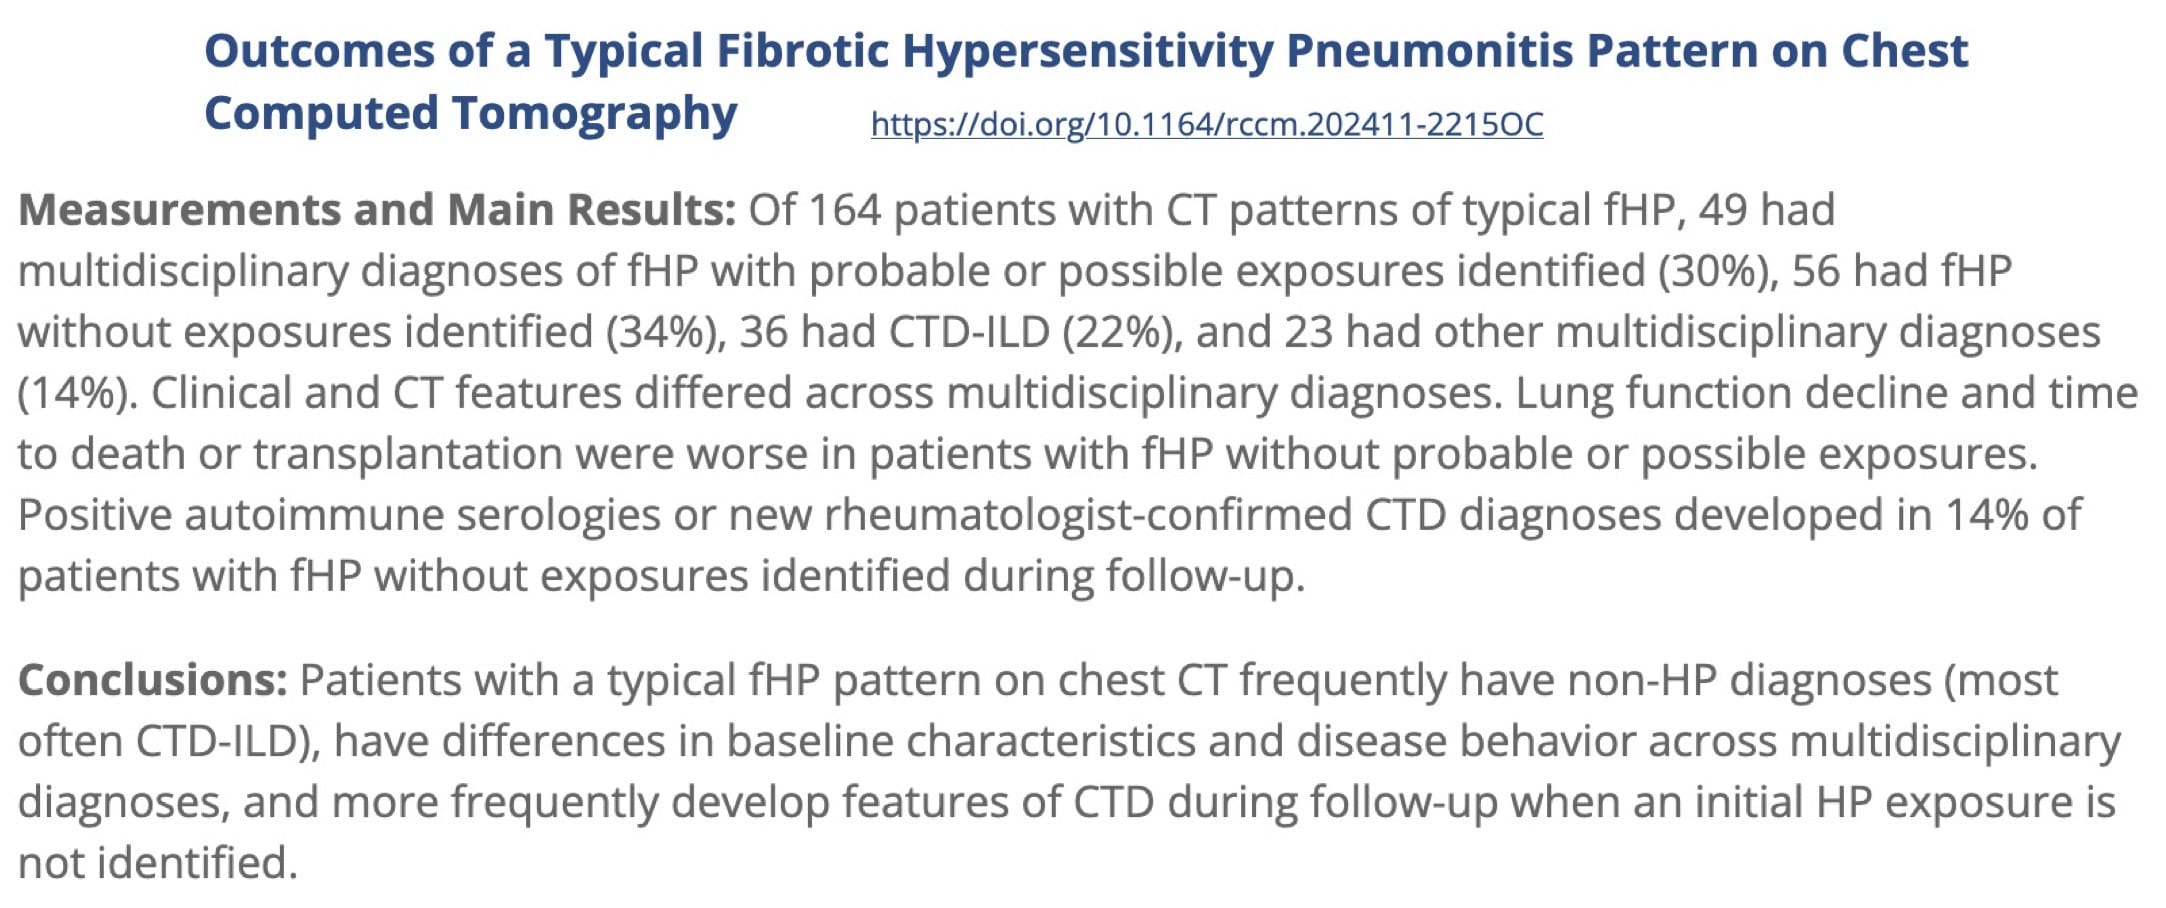 Outcomes of a Typical Fibrotic Hypersensitivity Pneumonitis Pattern on Chest
Computed Tomography https://doi.org/10.1164/rccm.202411-2215OC
Measurements and Main Results: Of 164 patients with CT patterns of typical fHP, 49 had
multidisciplinary diagnoses of fHP with probable or possible exposures identified (30%), 56 had fHP
without exposures identified (34%), 36 had CTD-ILD (22%), and 23 had other multidisciplinary diagnoses
(14%). Clinical and CT features differed across multidisciplinary diagnoses. Lung function decline and time
to death or transplantation were worse in patients with fHP without probable or possible exposures.
Positive autoimmune serologies or new rheumatologist-confirmed CTD diagnoses developed in 14% of
patients with fHP without exposures identified during follow-up.
Conclusions: Patients with a typical fHP pattern on chest CT frequently have non-HP diagnoses (most
often CTD-ILD), have differences in baseline characteristics and disease behavior across multidisciplinary
diagnoses, and more frequently develop features of CTD during follow-up when an initial HP exposure is
not identified.